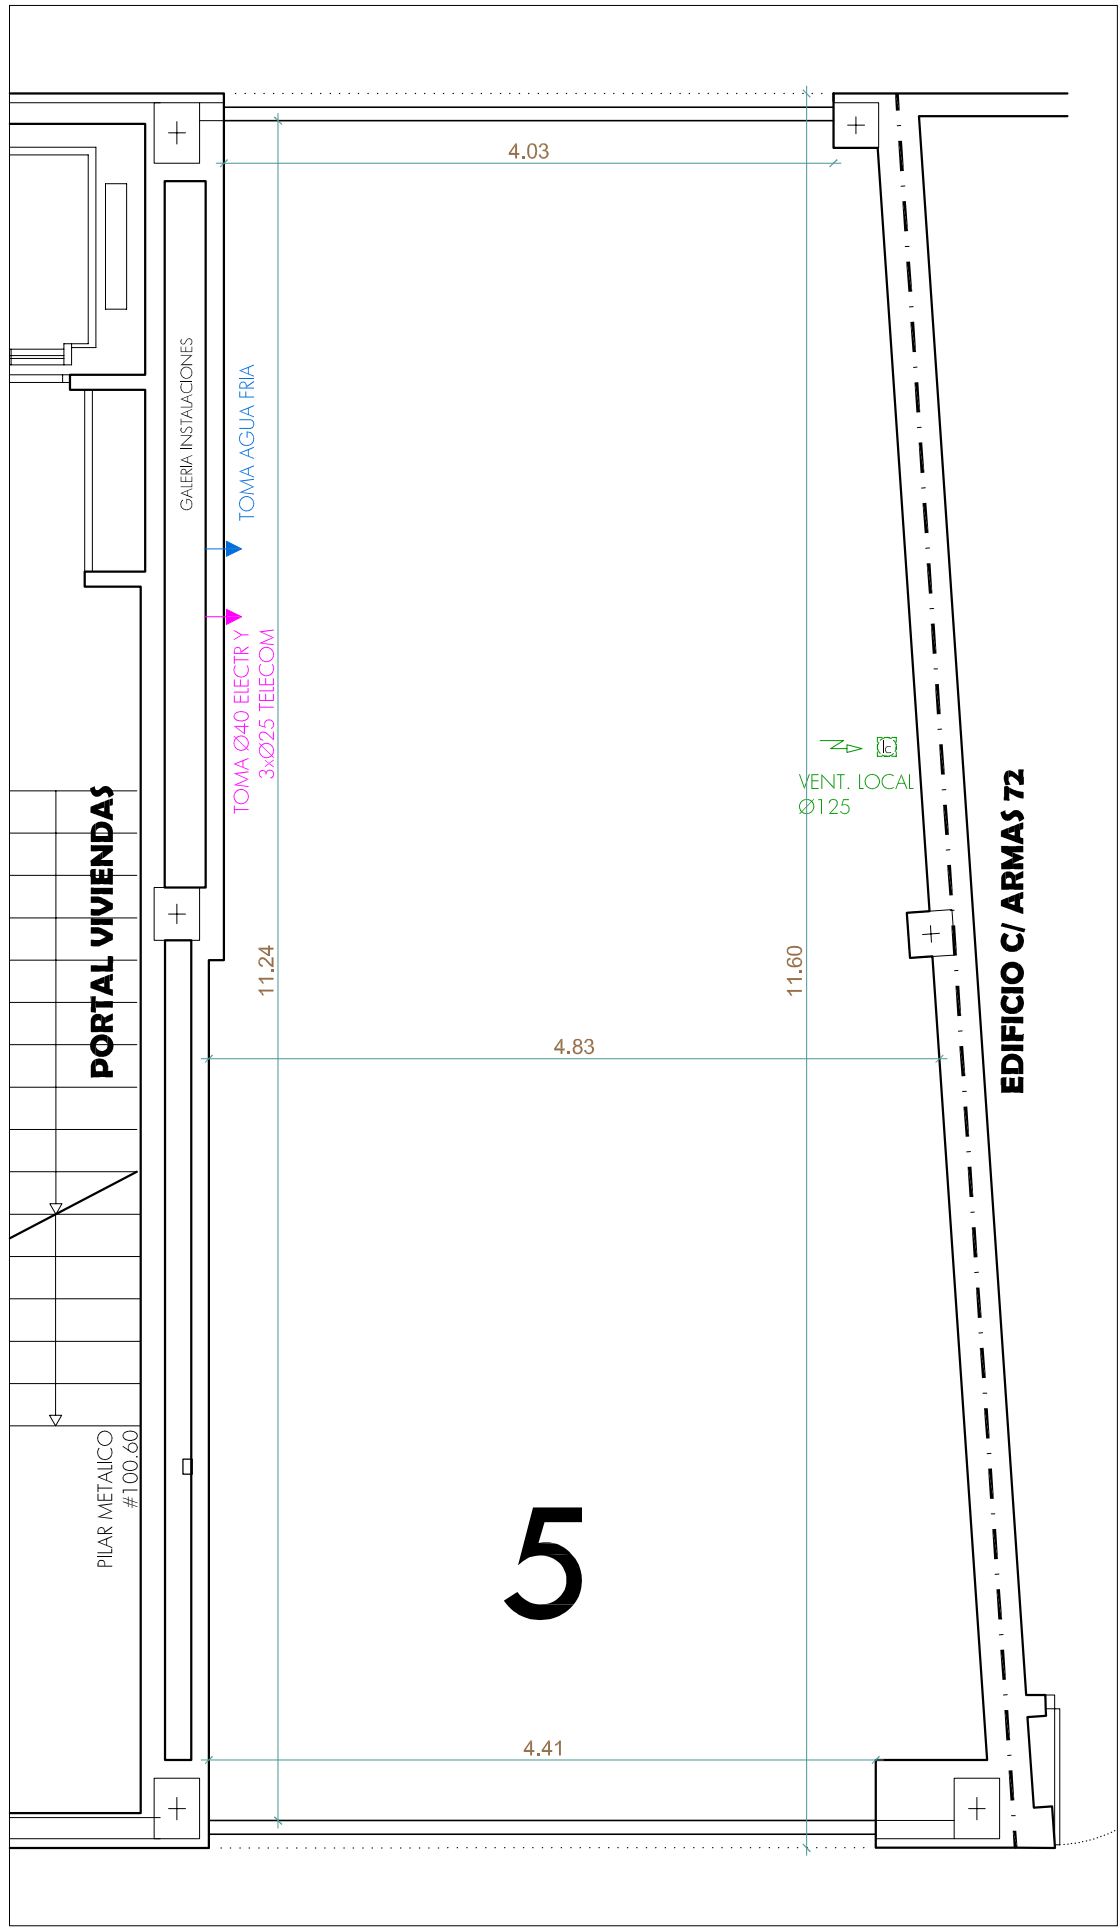 4.03
GALERIA INSTALACIONES
TOMA AGUA FRIA
TOMA Ø40 ELECTR Y
3xØ25 TELECOM
lc
VENT. LOCAL
Ø125
PORTAL VIVIENDAS
EDIFICIO C/ ARMAS 72
11.24
11.60
4.83
PILAR METALICO
#100.60
5
4.41